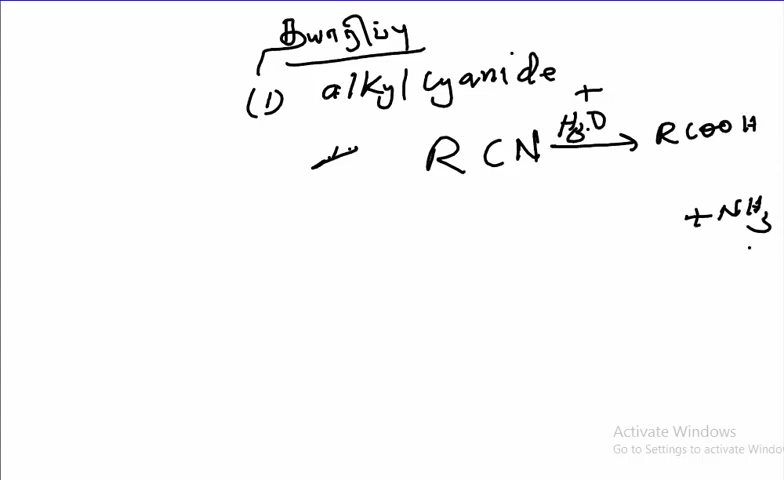 (1) alkyl cyanide
RCN H₃O⁺ → RCOOH
+ NH₃
Activate Windows
Go to Settings to activate Windo